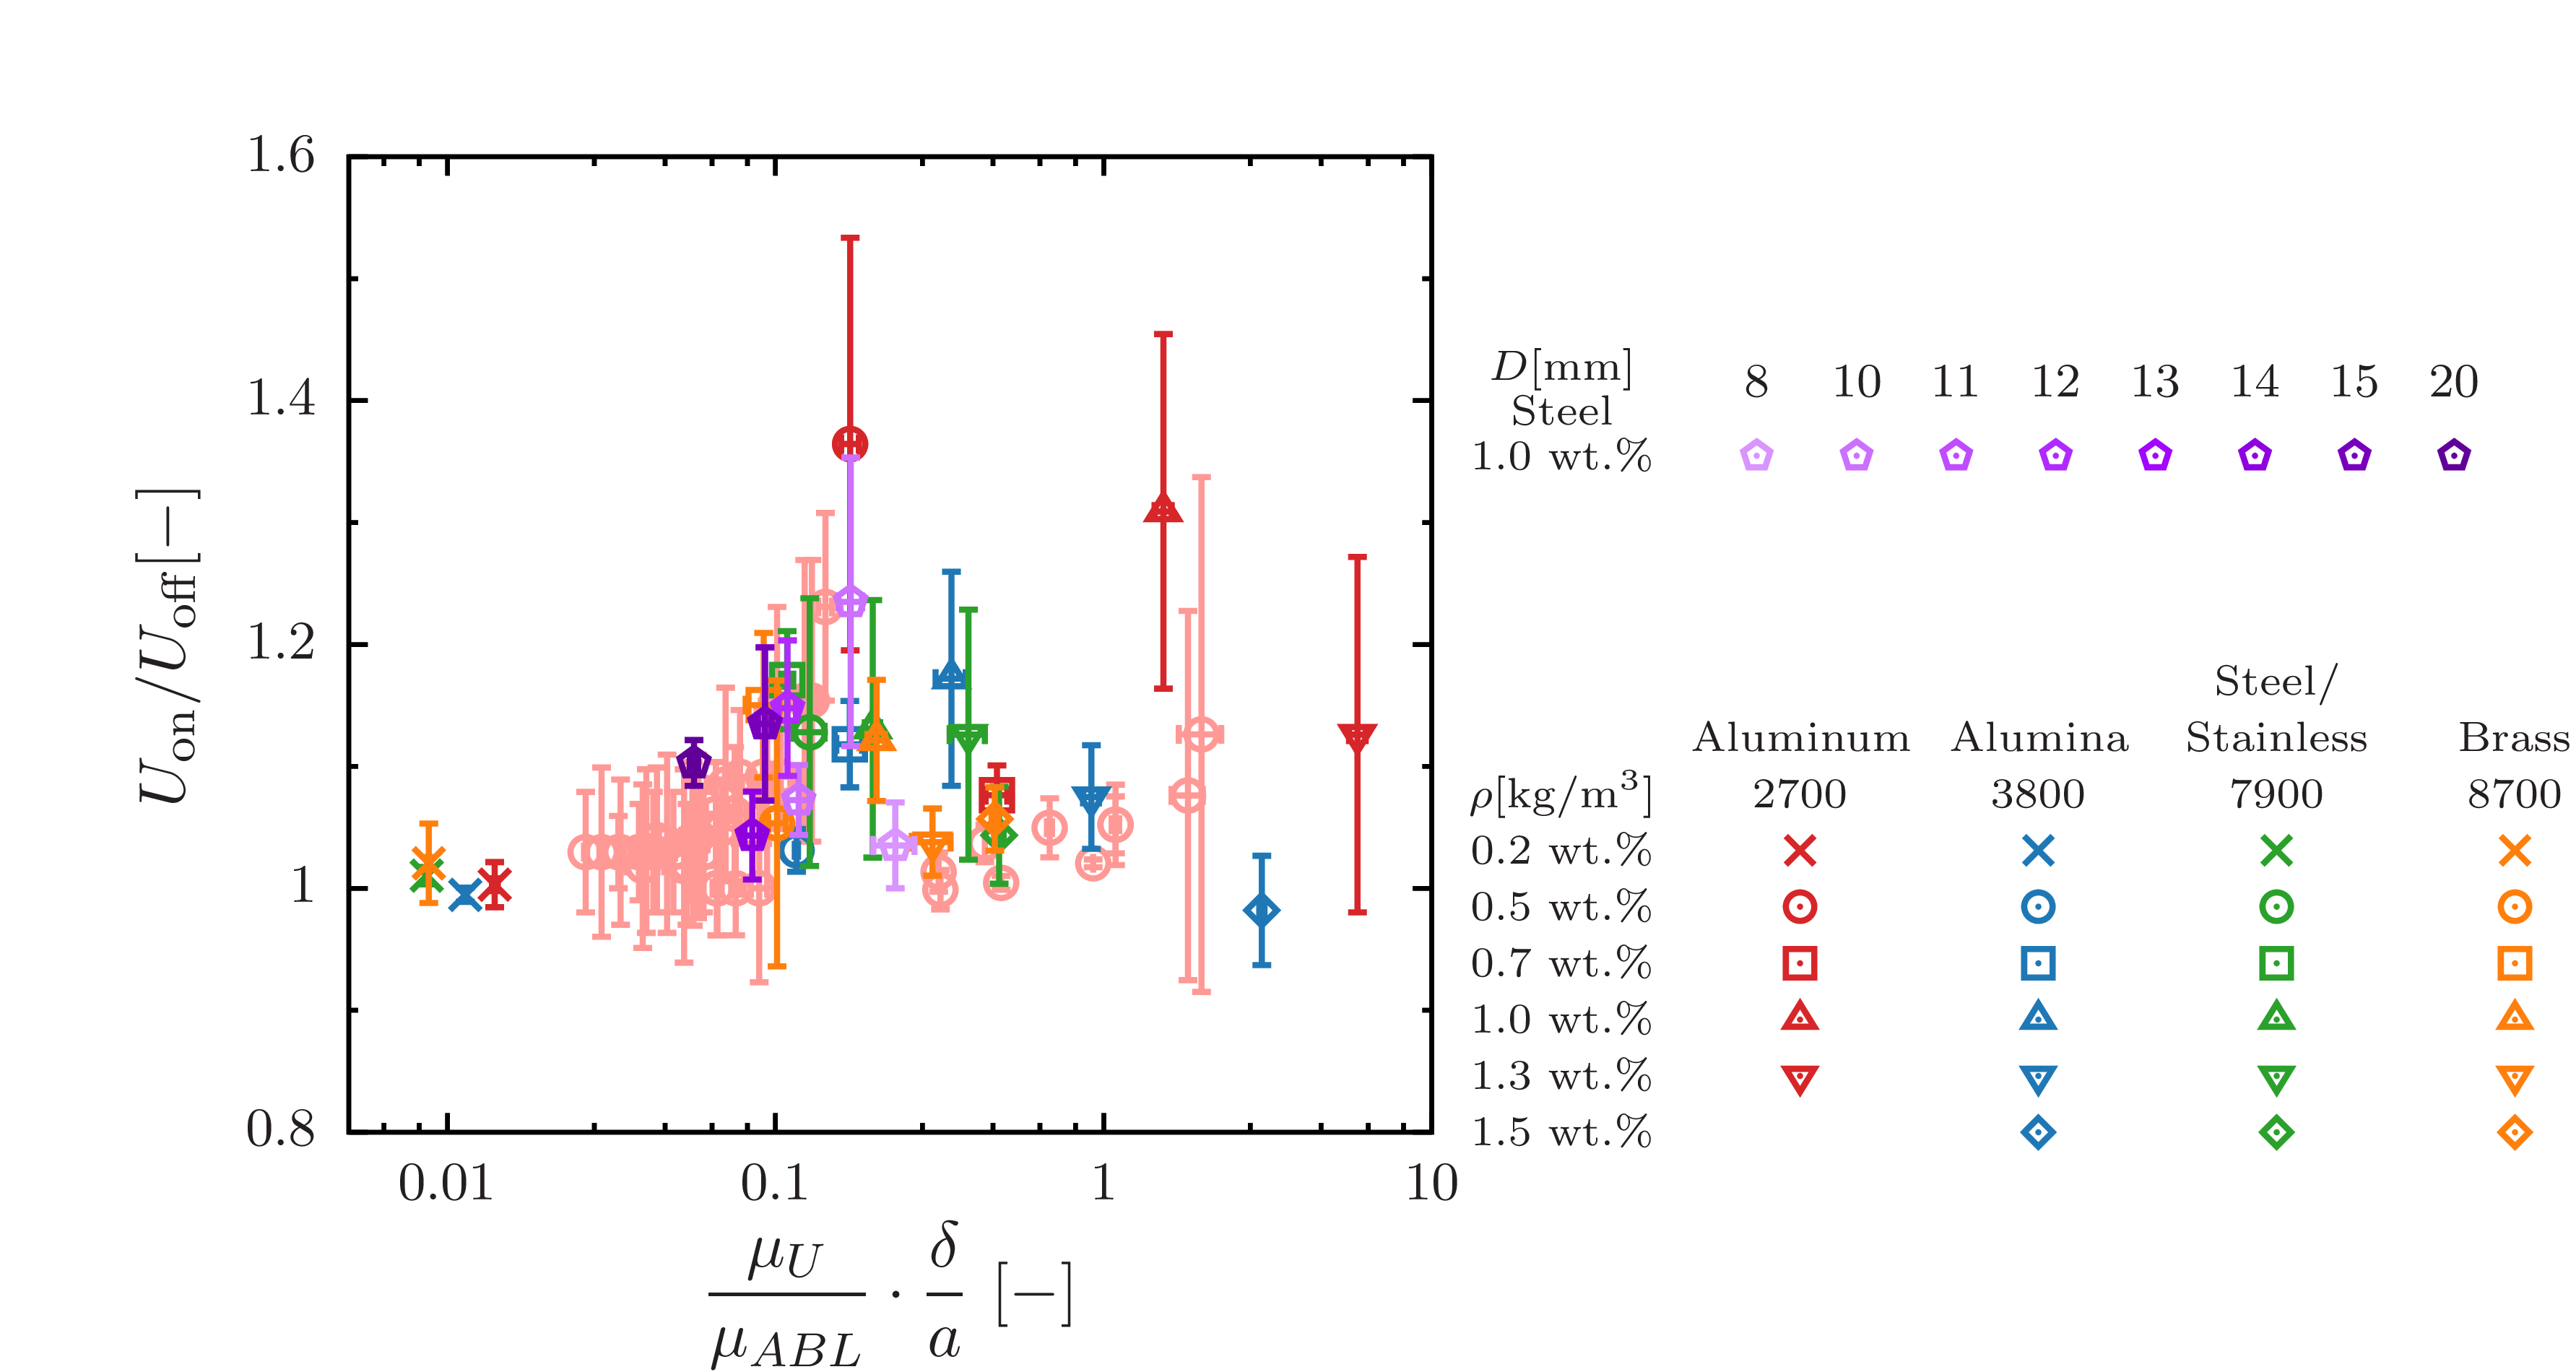 1.6
1.4
1.2
1
0.8
U_on/U_off[−]
0.01 0.1 1 10
μ_U/μ_ABL · δ/a [−]
D[mm] 8 10 11 12 13 14 15 20
Steel
1.0 wt.%
Steel/
Aluminum Alumina Stainless Brass
ρ[kg/m³] 2700 3800 7900 8700
0.2 wt.%
0.5 wt.%
0.7 wt.%
1.0 wt.%
1.3 wt.%
1.5 wt.%